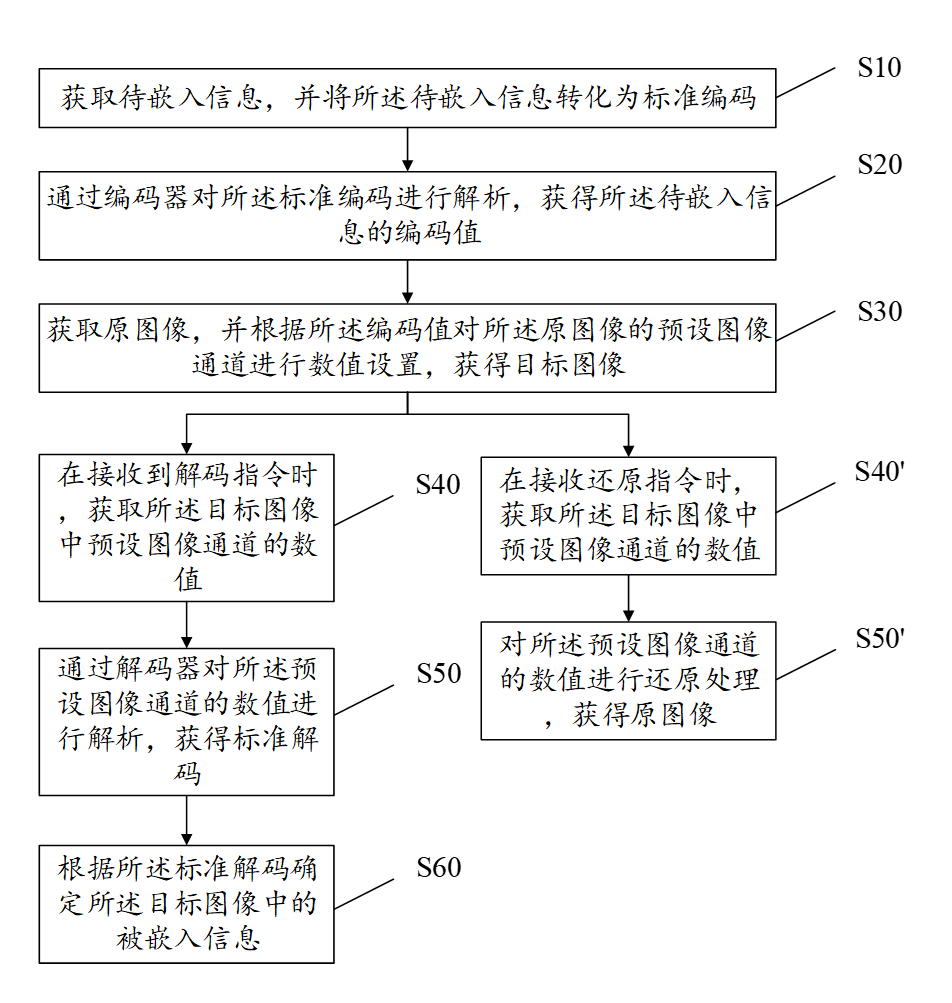 获取待嵌入信息，并将所述待嵌入信息转化为标准编码
S10
通过编码器对所述标准编码进行解析，获得所述待嵌入信
息的编码值
S20
获取原图像，并根据所述编码值对所述原图像的预设图像
通道进行数值设置，获得目标图像
S30
在接收到解码指令时
，获取所述目标图像
中预设图像通道的数
值
S40
在接收还原指令时，
获取所述目标图像中
预设图像通道的数值
S40'
通过解码器对所述预
设图像通道的数值进
行解析，获得标准解
码
S50
对所述预设图像通道
的数值进行还原处理
，获得原图像
S50'
根据所述标准解码确
定所述目标图像中的
被嵌入信息
S60